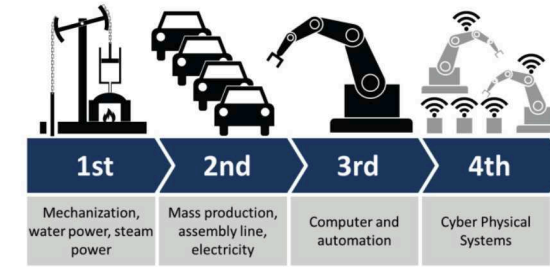 1st
2nd
3rd
4th
Mechanization,
water power, steam
power
Mass production,
assembly line,
electricity
Computer and
automation
Cyber Physical
Systems